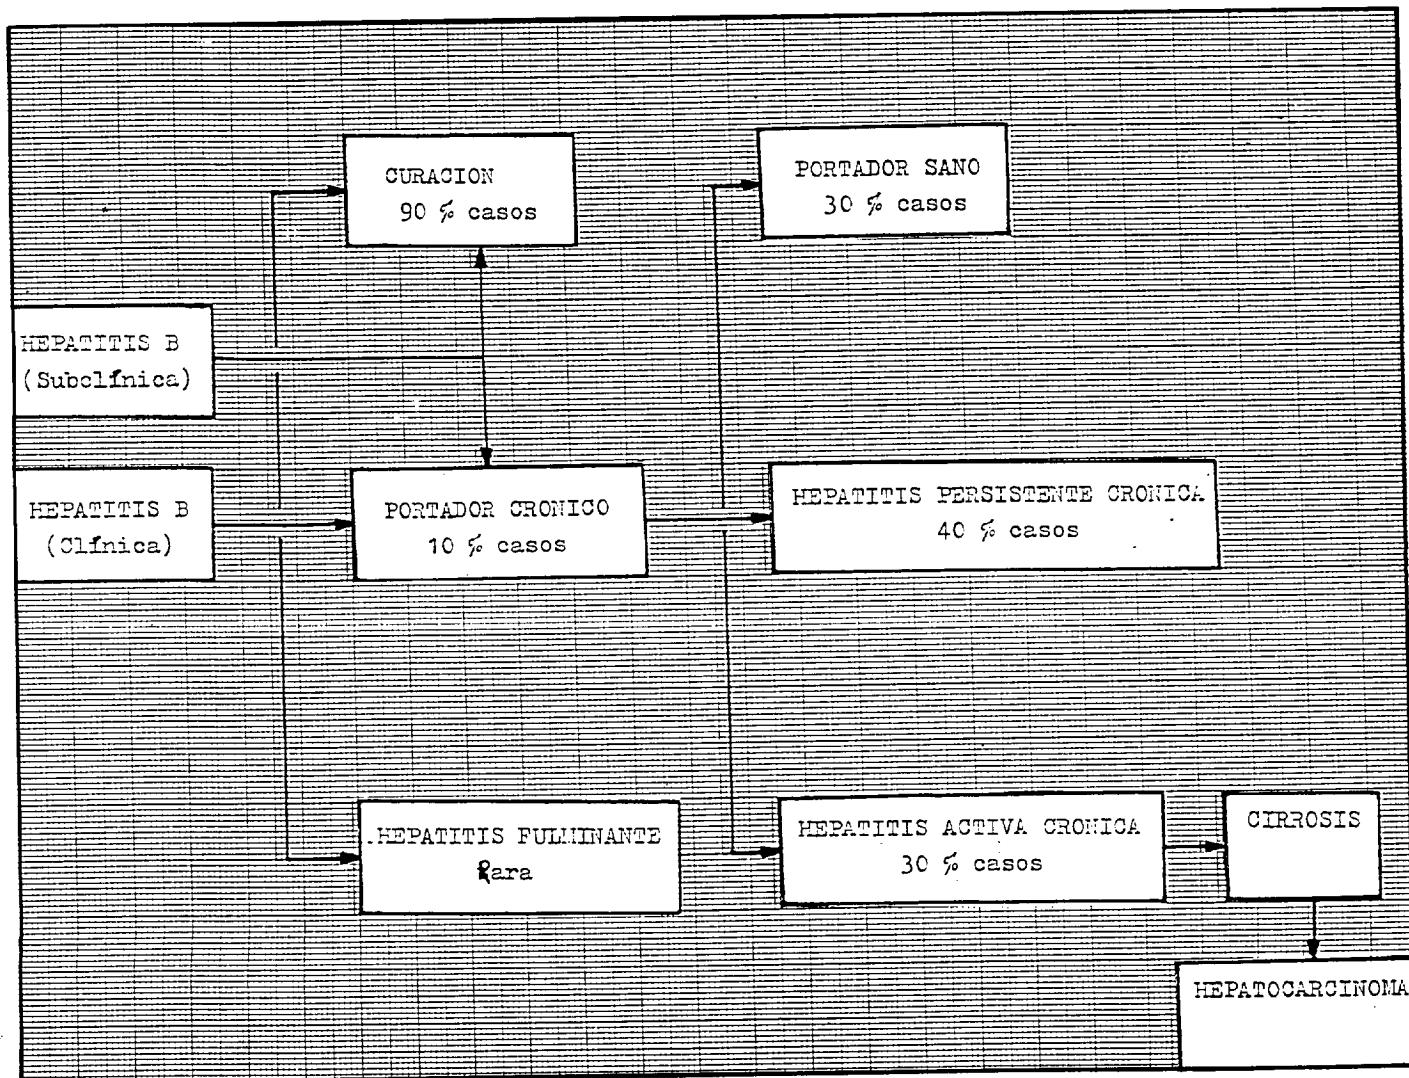 CURACION
90 % casos
PORTADOR SANO
30 % casos
HEPATITIS B
(Subclínica)
HEPATITIS B
(Clínica)
PORTADOR CRONICO
10 % casos
HEPATITIS PERSISTENTE CRONICA
40 % casos
HEPATITIS FULMINANTE
Rara
HEPATITIS ACTIVA CRONICA
30 % casos
CIRROSIS
HEPATOCARCINOMA